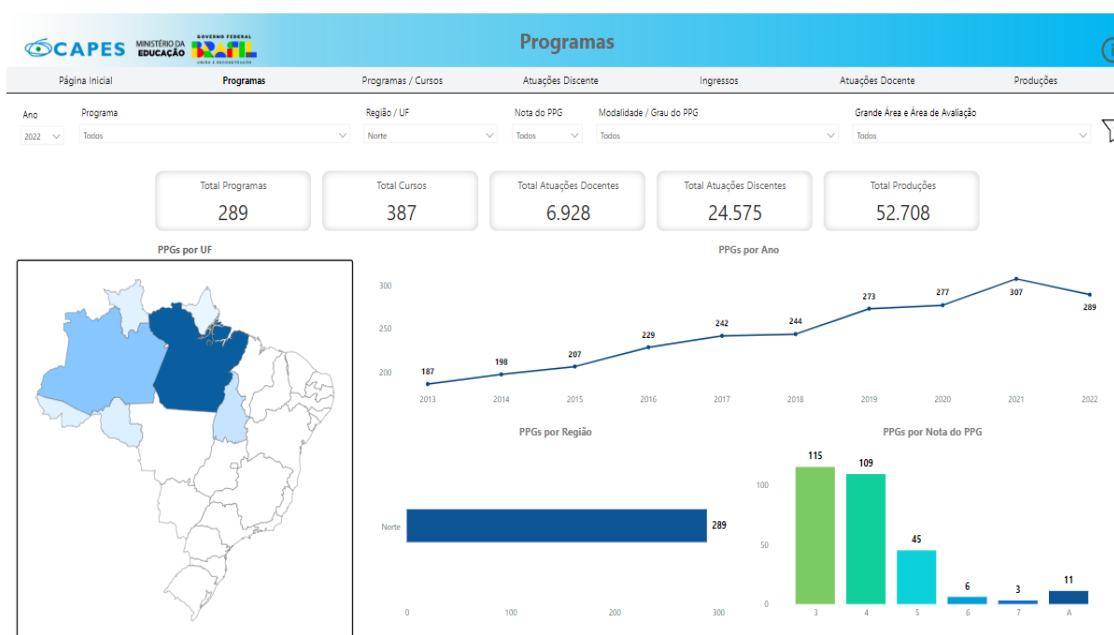 Programas
CAPES
MINISTÉRIO DA
EDUCAÇÃO
GOVERNO FEDERAL
BRASIL
UNIÃO E RECONSTRUÇÃO
Página Inicial
Programas
Programas / Cursos
Atuações Discente
Ingressos
Atuações Docente
Produções
Ano
Programa
Região / UF
Nota do PPG
Modalidade / Grau do PPG
Grande Área e Área de Avaliação
2022
Todos
Norte
Todos
Todos
Todos
Total Programas
289
Total Cursos
387
Total Atuações Docentes
6.928
Total Atuações Discentes
24.575
Total Produções
52.708
PPGs por UF
PPGs por Ano
300
250
200
187
198
207
229
242
244
273
277
307
289
2013
2014
2015
2016
2017
2018
2019
2020
2021
2022
PPGs por Região
Norte
289
0
100
200
300
PPGs por Nota do PPG
100
50
0
115
109
45
6
3
11
3
4
5
6
7
A